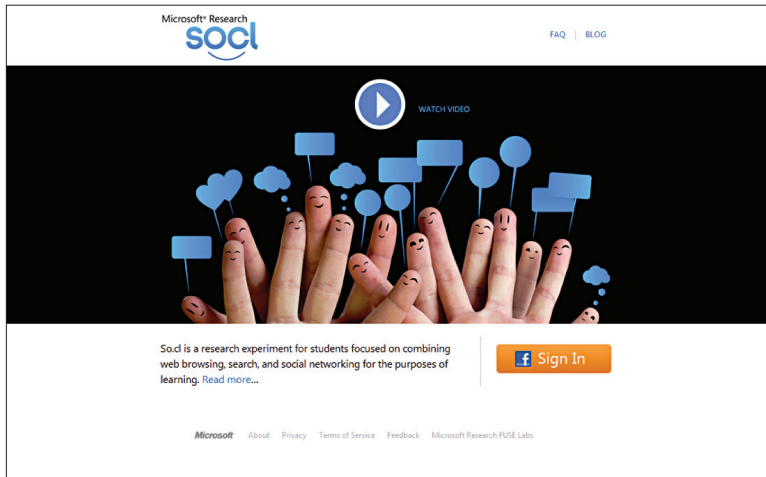 Microsoft® Research
socl
FAQ | BLOG
WATCH VIDEO
So.cl is a research experiment for students focused on combining
web browsing, search, and social networking for the purposes of
learning. Read more...
f Sign In
Microsoft About Privacy Terms of Service Feedback Microsoft Research FUSE Labs